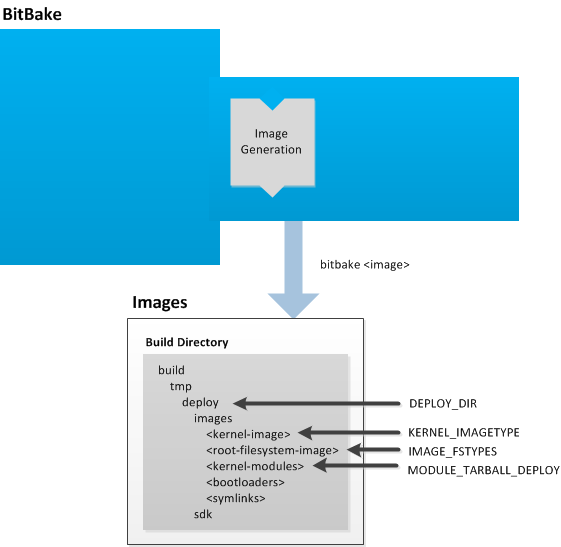 BitBake
Image
Generation
bitbake <image>
Images
Build Directory
build
tmp
deploy
DEPLOY_DIR
images
<kernel-image>
KERNEL_IMAGETYPE
<root-filesystem-image>
IMAGE_FSTYPES
<kernel-modules>
MODULE_TARBALL_DEPLOY
<bootloaders>
<symlinks>
sdk